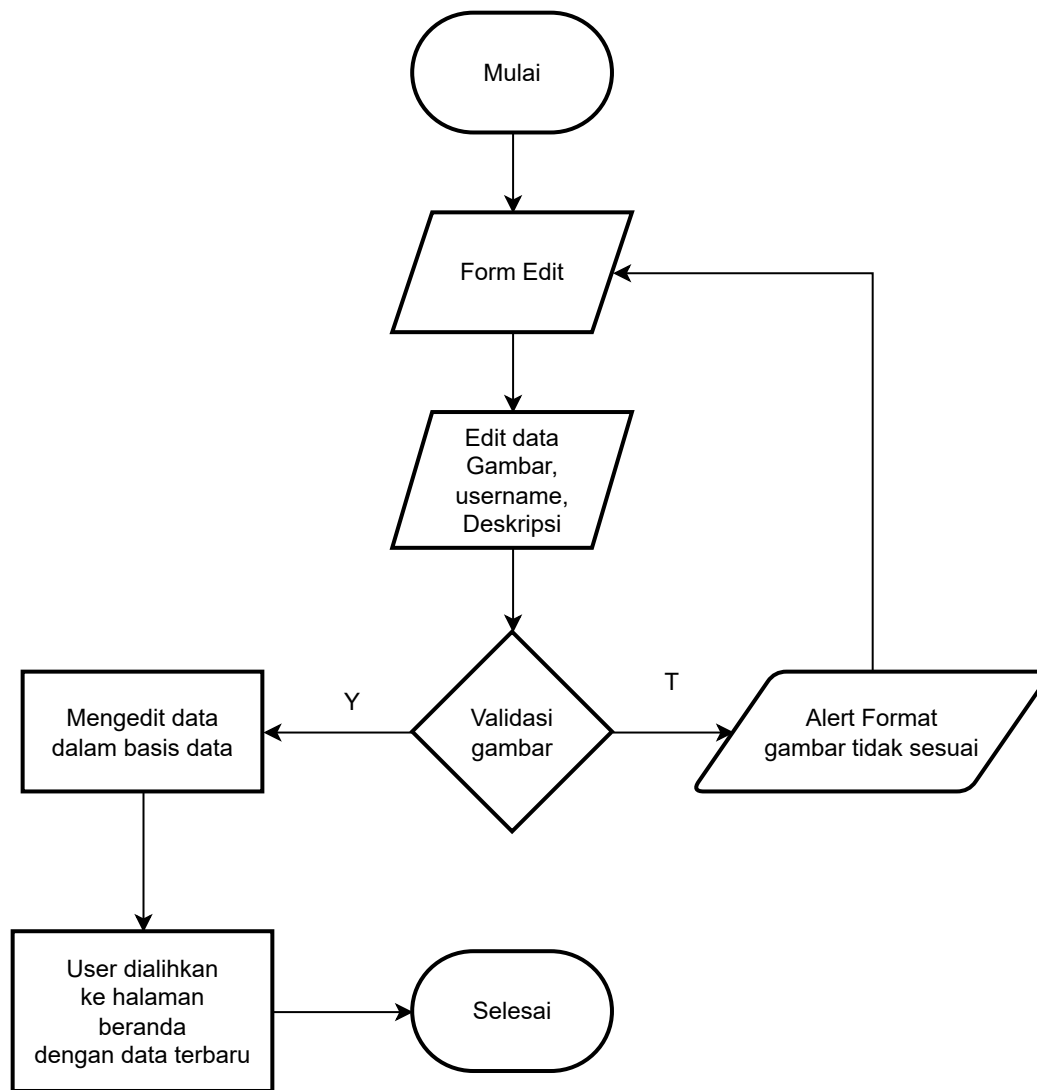 Mulai
Form Edit
Edit data
Gambar,
username,
Deskripsi
Validasi
gambar
Y
T
Mengedit data
dalam basis data
Alert Format
gambar tidak sesuai
User dialihkan
ke halaman
beranda
dengan data terbaru
Selesai